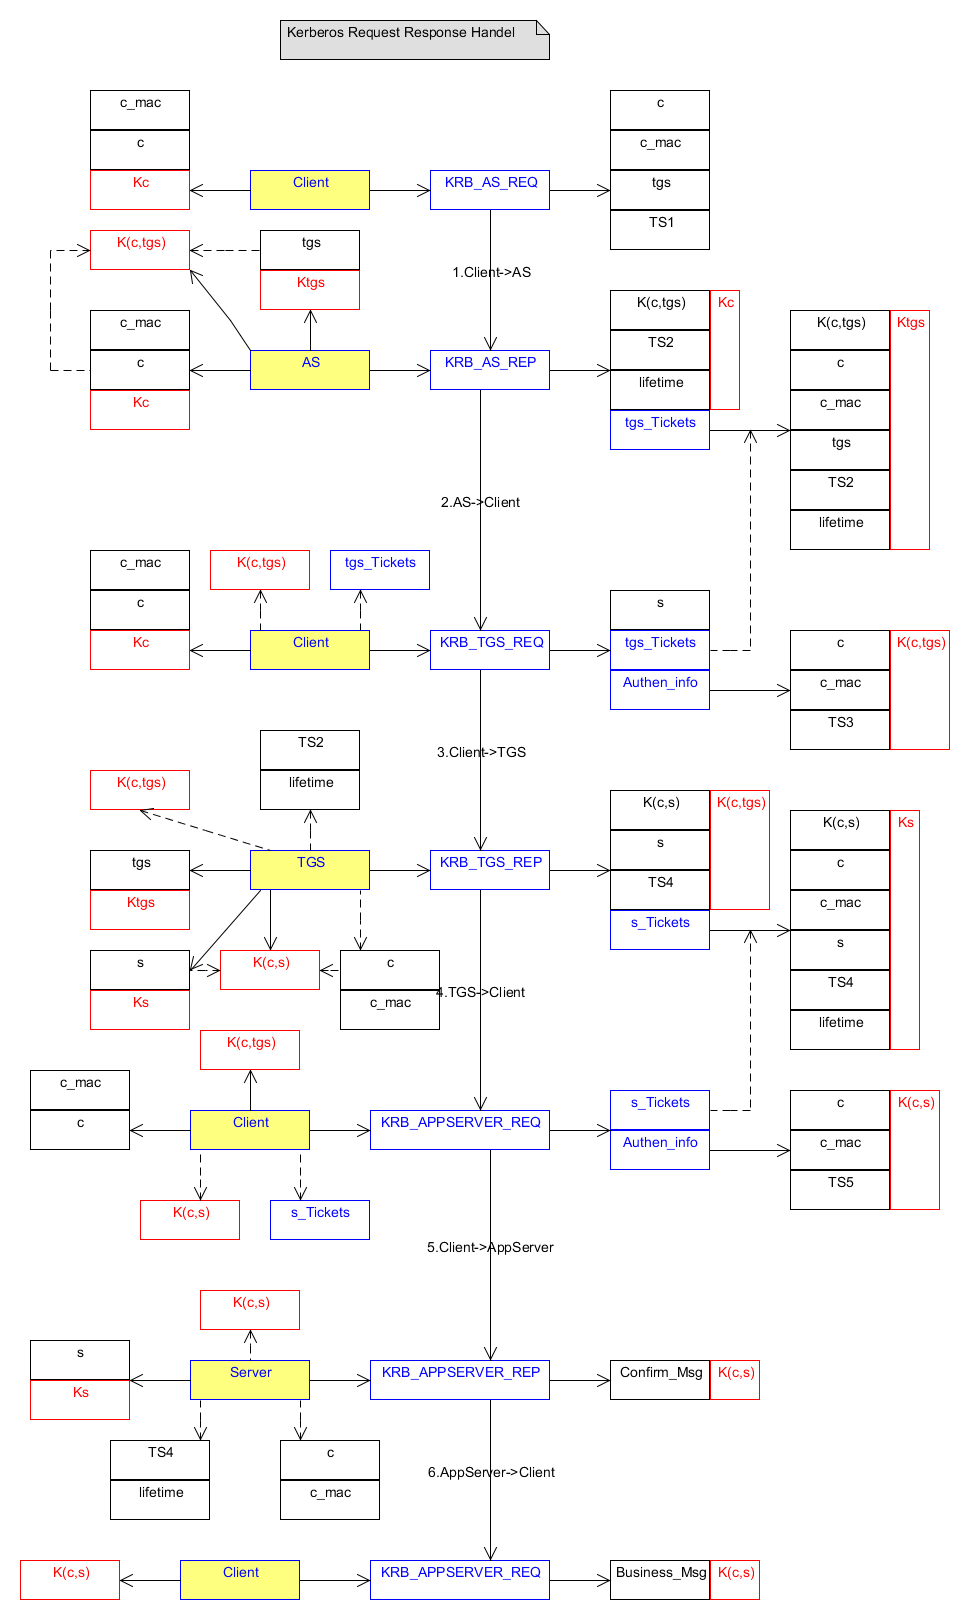 Kerberos Request Response Handel
c_mac
c
Kc
Client
KRB_AS_REQ
c
c_mac
tgs
TS1
K(c,tgs)
tgs
Ktgs
1.Client->AS
c_mac
c
Kc
AS
KRB_AS_REP
K(c,tgs)
Kc
TS2
lifetime
tgs_Tickets
K(c,tgs)
Ktgs
c
c_mac
tgs
TS2
lifetime
2.AS->Client
c_mac
c
Kc
K(c,tgs)
tgs_Tickets
Client
KRB_TGS_REQ
s
tgs_Tickets
Authen_info
c
K(c,tgs)
c_mac
TS3
3.Client->TGS
TS2
lifetime
K(c,tgs)
tgs
Ktgs
TGS
KRB_TGS_REP
K(c,s)
K(c,tgs)
s
TS4
s_Tickets
K(c,s)
Ks
c
c_mac
s
TS4
lifetime
s
Ks
K(c,s)
c
c_mac
4.TGS->Client
K(c,tgs)
c_mac
c
Client
KRB_APPSERVER_REQ
s_Tickets
Authen_info
c
K(c,s)
c_mac
TS5
K(c,s)
s_Tickets
5.Client->AppServer
K(c,s)
s
Ks
Server
KRB_APPSERVER_REP
Confirm_Msg
K(c,s)
TS4
lifetime
c
c_mac
6.AppServer->Client
K(c,s)
Client
KRB_APPSERVER_REQ
Business_Msg
K(c,s)